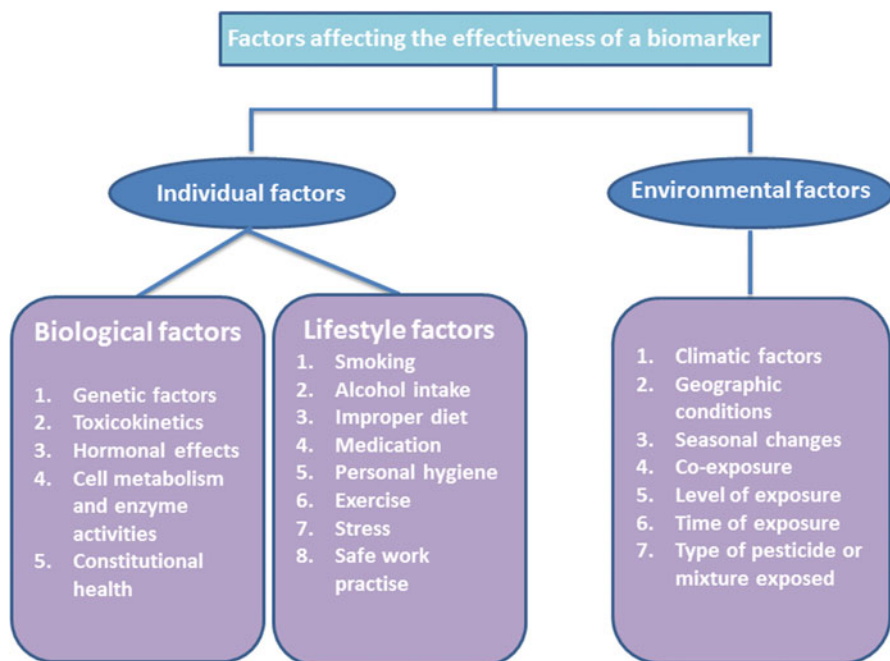 Factors affecting the effectiveness of a biomarker
Individual factors
Environmental factors
Biological factors
1. Genetic factors
2. Toxicokinetics
3. Hormonal effects
4. Cell metabolism
and enzyme
activities
5. Constitutional
health
Lifestyle factors
1. Smoking
2. Alcohol intake
3. Improper diet
4. Medication
5. Personal hygiene
6. Exercise
7. Stress
8. Safe work
practise
1. Climatic factors
2. Geographic
conditions
3. Seasonal changes
4. Co-exposure
5. Level of exposure
6. Time of exposure
7. Type of pesticide or
mixture exposed